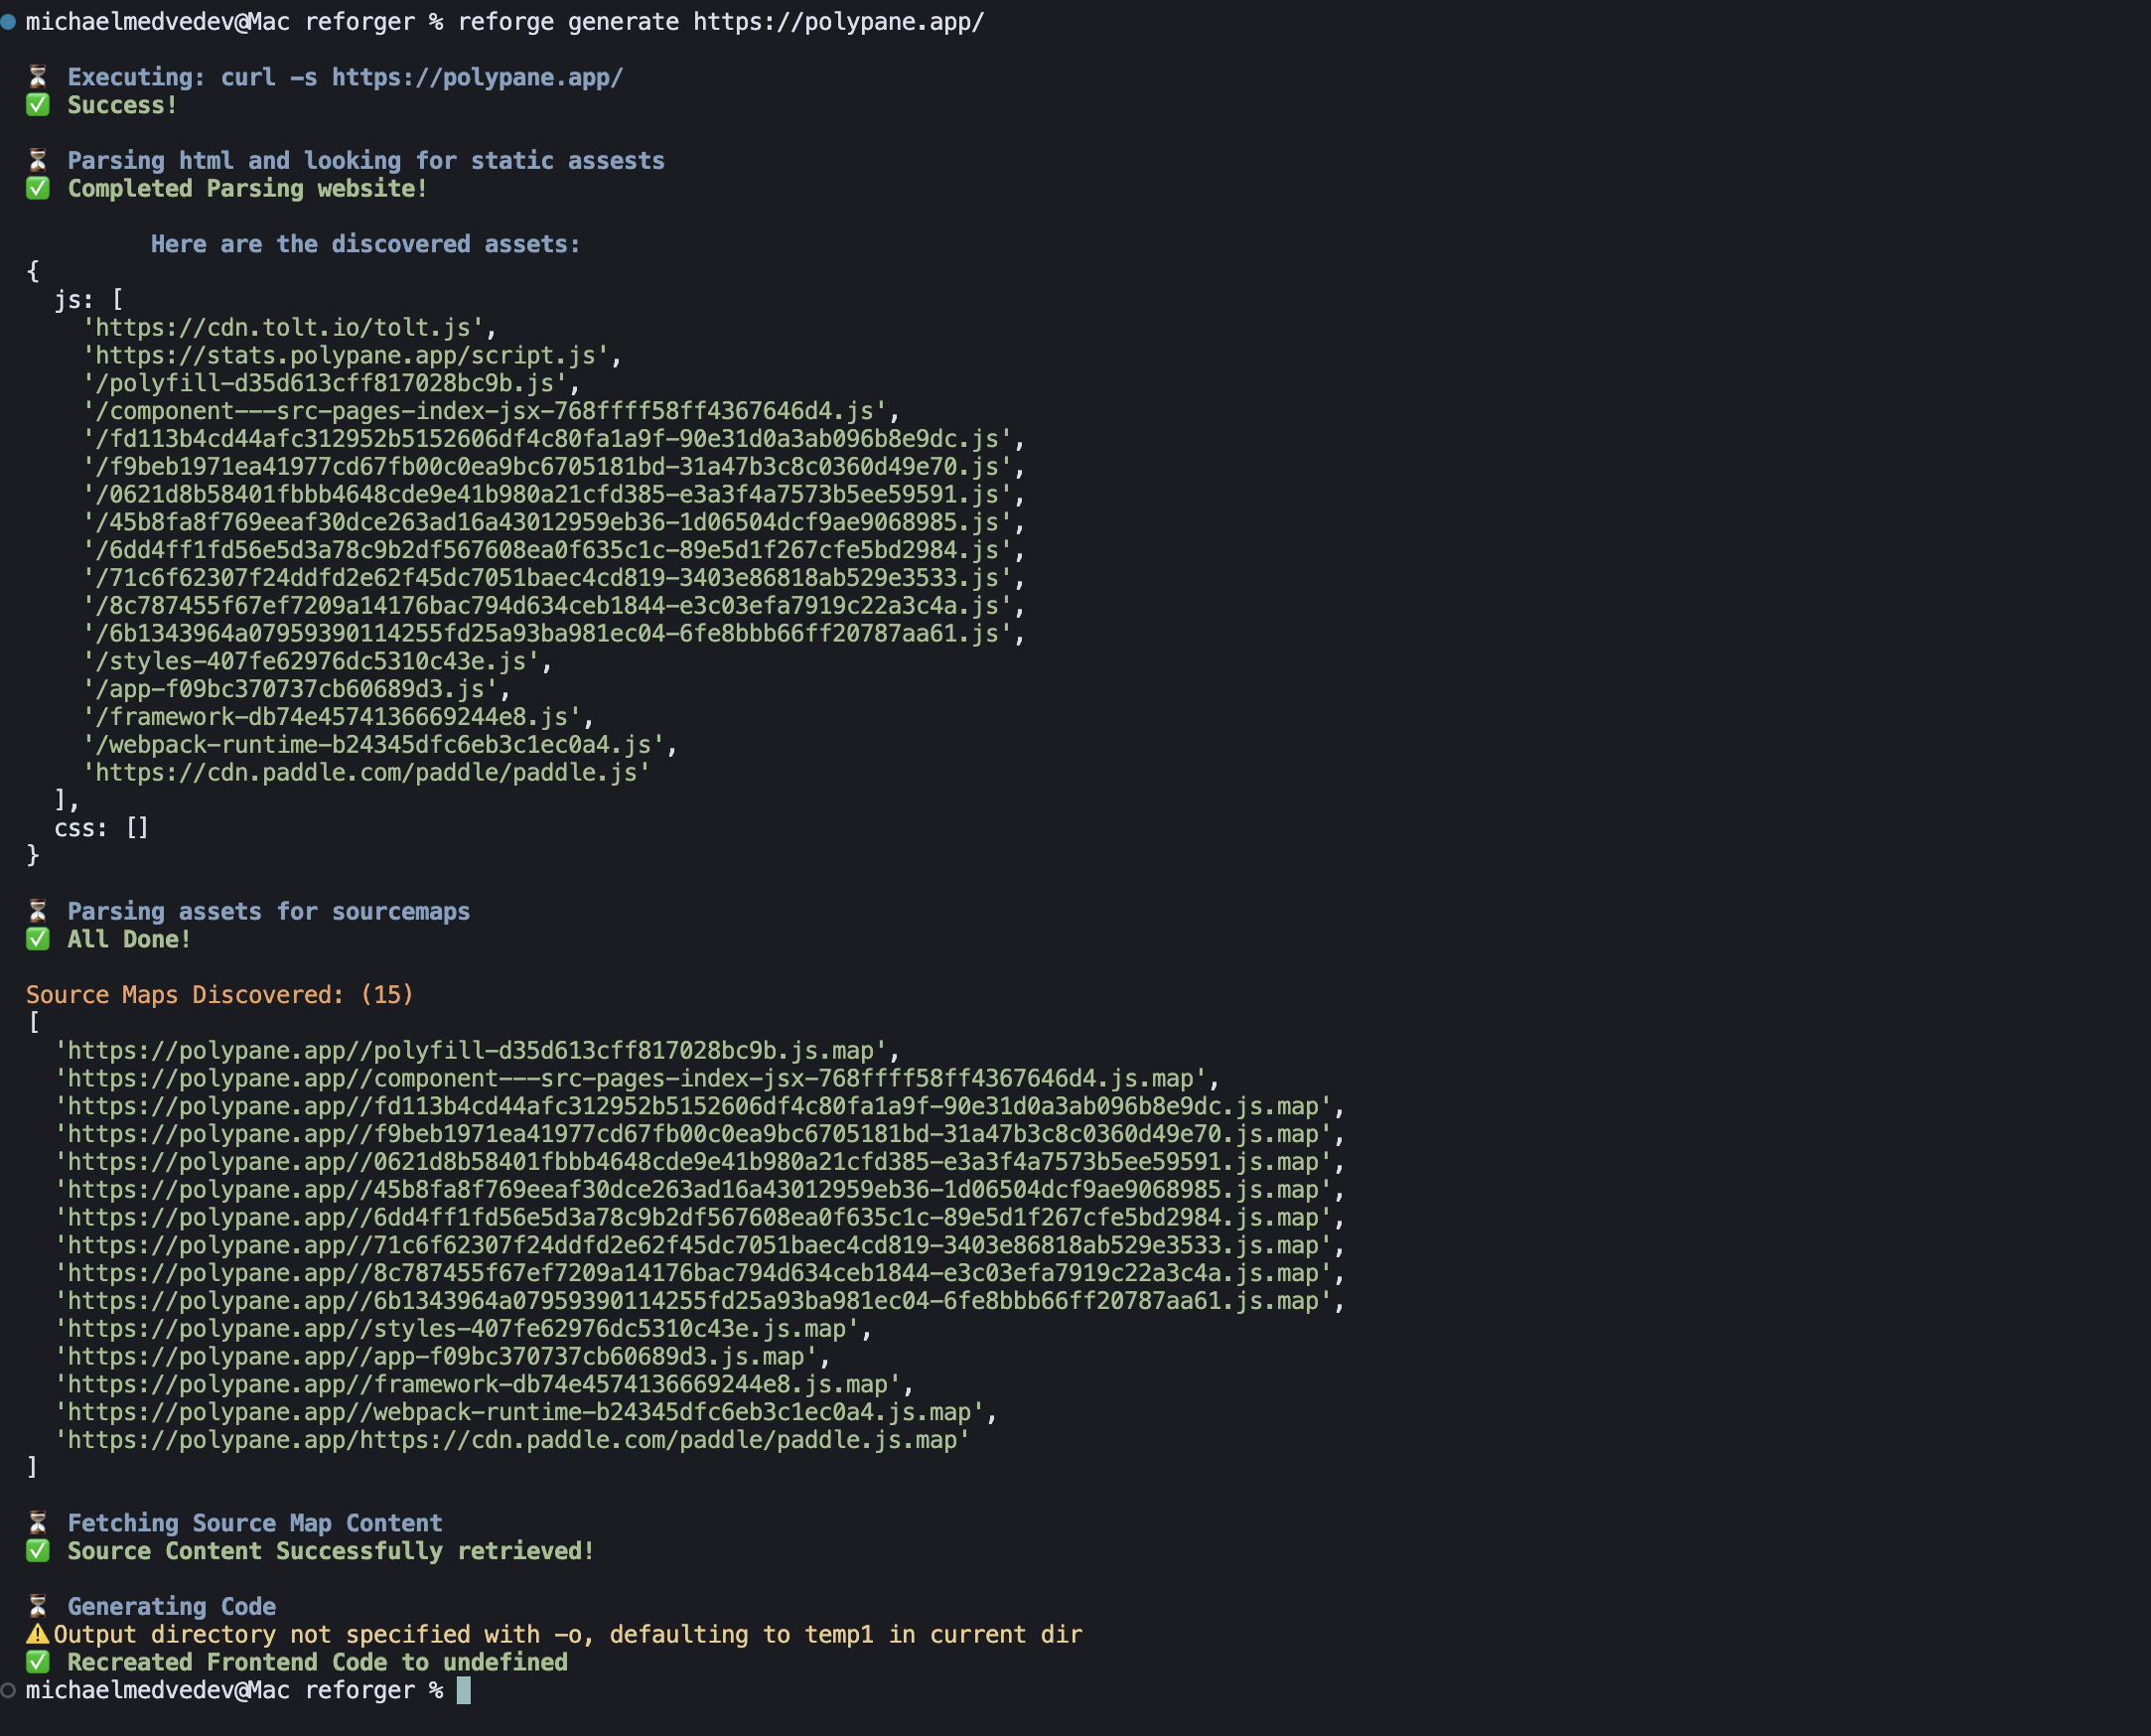 michaelmedvedev@Mac reforger % reforge generate https://polypane.app/
⏳ Executing: curl -s https://polypane.app/
✅ Success!
⏳ Parsing html and looking for static assests
✅ Completed Parsing website!
Here are the discovered assets:
{
js: [
'https://cdn.tolt.io/tolt.js',
'https://stats.polypane.app/script.js',
'/polyfill-d35d613cff817028bc9b.js',
'/component---src-pages-index-jsx-768ffff58ff4367646d4.js',
'/fd113b4cd44afc312952b5152606df4c80fa1a9f-90e31d0a3ab096b8e9dc.js',
'/f9beb1971ea41977cd67fb00c0ea9bc6705181bd-31a47b3c8c0360d49e70.js',
'/0621d8b58401fbbb4648cde9e41b980a21cfd385-e3a3f4a7573b5ee59591.js',
'/45b8fa8f769eeaf30dce263ad16a43012959eb36-1d06504dcf9ae9068985.js',
'/6dd4ff1fd56e5d3a78c9b2df567608ea0f635c1c-89e5d1f267cfe5bd2984.js',
'/71c6f62307f24ddfd2e62f45dc7051baec4cd819-3403e86818ab529e3533.js',
'/8c787455f67ef7209a14176bac794d634ceb1844-e3c03efa7919c22a3c4a.js',
'/6b1343964a07959390114255fd25a93ba981ec04-6fe8bbb66ff20787aa61.js',
'/styles-407fe62976dc5310c43e.js',
'/app-f09bc370737cb60689d3.js',
'/framework-db74e4574136669244e8.js',
'/webpack-runtime-b24345dfc6eb3c1ec0a4.js',
'https://cdn.paddle.com/paddle/paddle.js'
],
css: []
}
⏳ Parsing assets for sourcemaps
✅ All Done!
Source Maps Discovered: (15)
[
'https://polypane.app//polyfill-d35d613cff817028bc9b.js.map',
'https://polypane.app//component---src-pages-index-jsx-768ffff58ff4367646d4.js.map',
'https://polypane.app//fd113b4cd44afc312952b5152606df4c80fa1a9f-90e31d0a3ab096b8e9dc.js.map',
'https://polypane.app//f9beb1971ea41977cd67fb00c0ea9bc6705181bd-31a47b3c8c0360d49e70.js.map',
'https://polypane.app//0621d8b58401fbbb4648cde9e41b980a21cfd385-e3a3f4a7573b5ee59591.js.map',
'https://polypane.app//45b8fa8f769eeaf30dce263ad16a43012959eb36-1d06504dcf9ae9068985.js.map',
'https://polypane.app//6dd4ff1fd56e5d3a78c9b2df567608ea0f635c1c-89e5d1f267cfe5bd2984.js.map',
'https://polypane.app//71c6f62307f24ddfd2e62f45dc7051baec4cd819-3403e86818ab529e3533.js.map',
'https://polypane.app//8c787455f67ef7209a14176bac794d634ceb1844-e3c03efa7919c22a3c4a.js.map',
'https://polypane.app//6b1343964a07959390114255fd25a93ba981ec04-6fe8bbb66ff20787aa61.js.map',
'https://polypane.app//styles-407fe62976dc5310c43e.js.map',
'https://polypane.app//app-f09bc370737cb60689d3.js.map',
'https://polypane.app//framework-db74e4574136669244e8.js.map',
'https://polypane.app//webpack-runtime-b24345dfc6eb3c1ec0a4.js.map',
'https://polypane.app/https://cdn.paddle.com/paddle/paddle.js.map'
]
⏳ Fetching Source Map Content
✅ Source Content Successfully retrieved!
⏳ Generating Code
⚠️Output directory not specified with -o, defaulting to temp1 in current dir
✅ Recreated Frontend Code to undefined
michaelmedvedev@Mac reforger %